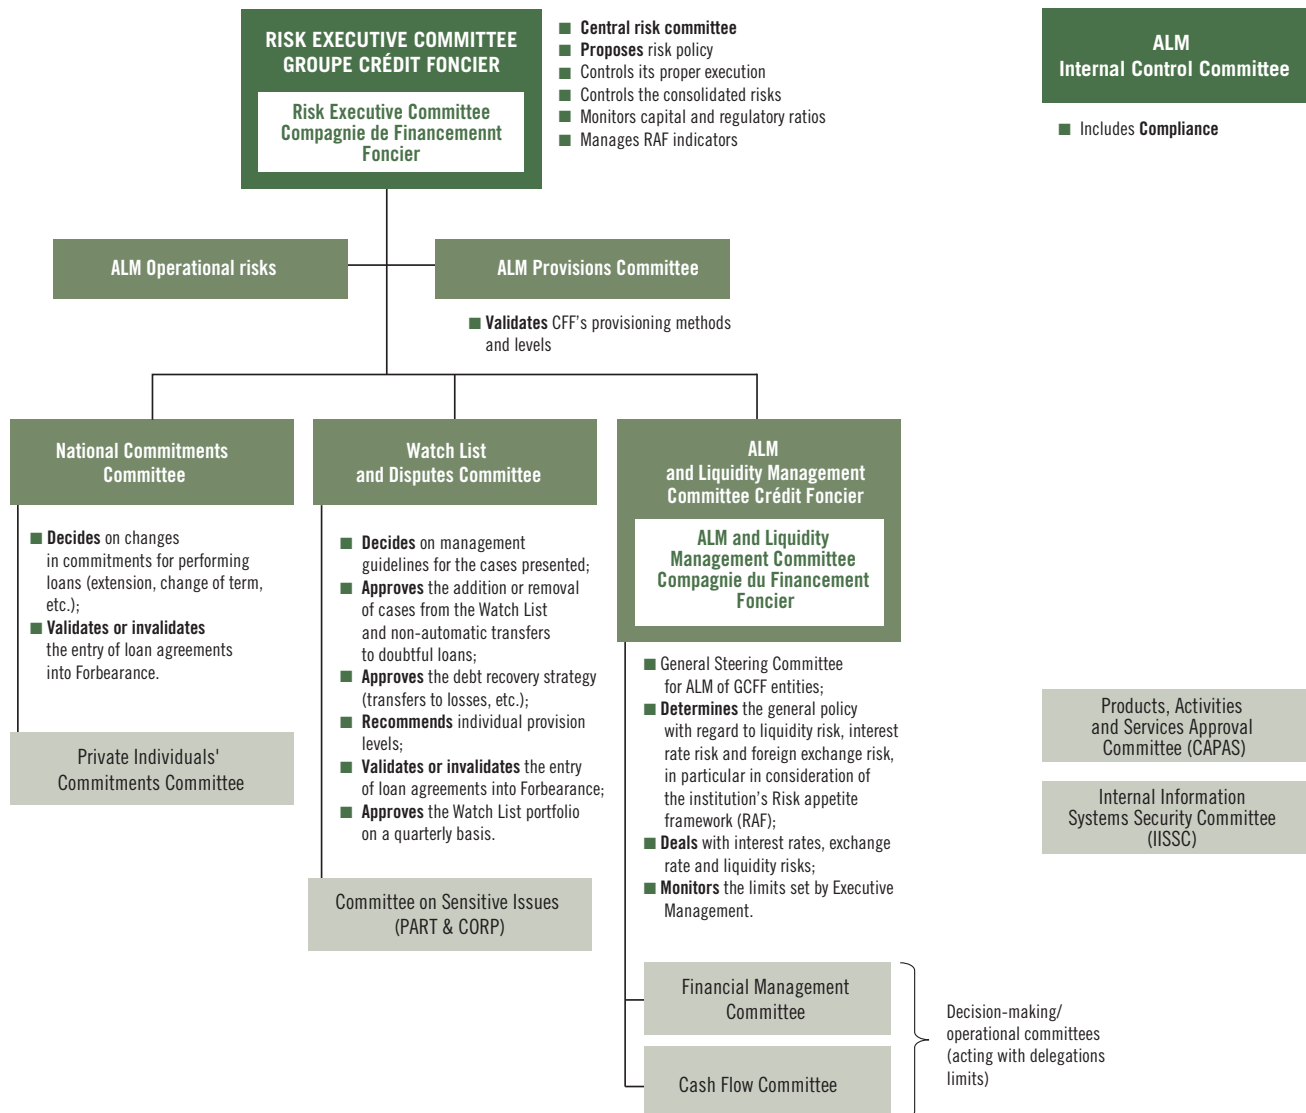 RISK EXECUTIVE COMMITTEE
GROUPE CRÉDIT FONCIER
Risk Executive Committee
Compagnie de Financemennt
Foncier
■ Central risk committee
■ Proposes risk policy
■ Controls its proper execution
■ Controls the consolidated risks
■ Monitors capital and regulatory ratios
■ Manages RAF indicators
ALM
Internal Control Committee
■ Includes Compliance
ALM Operational risks
ALM Provisions Committee
■ Validates CFF's provisioning methods
and levels
National Commitments
Committee
■ Decides on changes
in commitments for performing
loans (extension, change of term,
etc.);
■ Validates or invalidates
the entry of loan agreements
into Forbearance.
Private Individuals'
Commitments Committee
Watch List
and Disputes Committee
■ Decides on management
guidelines for the cases presented;
■ Approves the addition or removal
of cases from the Watch List
and non-automatic transfers
to doubtful loans;
■ Approves the debt recovery strategy
(transfers to losses, etc.);
■ Recommends individual provision
levels;
■ Validates or invalidates the entry
of loan agreements into Forbearance;
■ Approves the Watch List portfolio
on a quarterly basis.
Committee on Sensitive Issues
(PART & CORP)
ALM
and Liquidity Management
Committee Crédit Foncier
ALM and Liquidity
Management Committee
Compagnie du Financement
Foncier
■ General Steering Committee
for ALM of GCFF entities;
■ Determines the general policy
with regard to liquidity risk, interest
rate risk and foreign exchange risk,
in particular in consideration of
the institution's Risk appetite
framework (RAF);
■ Deals with interest rates, exchange
rate and liquidity risks;
■ Monitors the limits set by Executive
Management.
Financial Management
Committee
Cash Flow Committee
Decision-making/
operational committees
(acting with delegations
limits)
Products, Activities
and Services Approval
Committee (CAPAS)
Internal Information
Systems Security Committee
(IISSC)